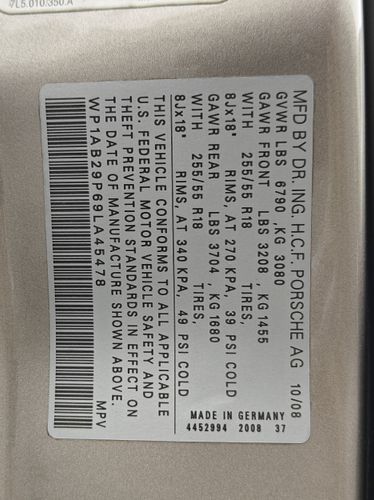 7L5.010.350.A
MFD BY DR. ING. H.C.F. PORSCHE AG 10/08
GVWR LBS 6790 ,KG 3080
GAWR FRONT LBS 3208 , KG 1455
WITH 255/55 R18 TIRES,
8Jx18" RIMS, AT 270 KPA, 39 PSI COLD
GAWR REAR LBS 3704 , KG 1680
WITH 255/55 R18 TIRES,
8Jx18" RIMS, AT 340 KPA, 49 PSI COLD
MADE IN GERMANY
4452994 2008 37
THIS VEHICLE CONFORMS TO ALL APPLICABLE
U.S. FEDERAL MOTOR VEHICLE SAFETY AND
THEFT PREVENTION STANDARDS IN EFFECT ON
THE DATE OF MANUFACTURE SHOWN ABOVE.
WP1AB29P69LA45478 MPV